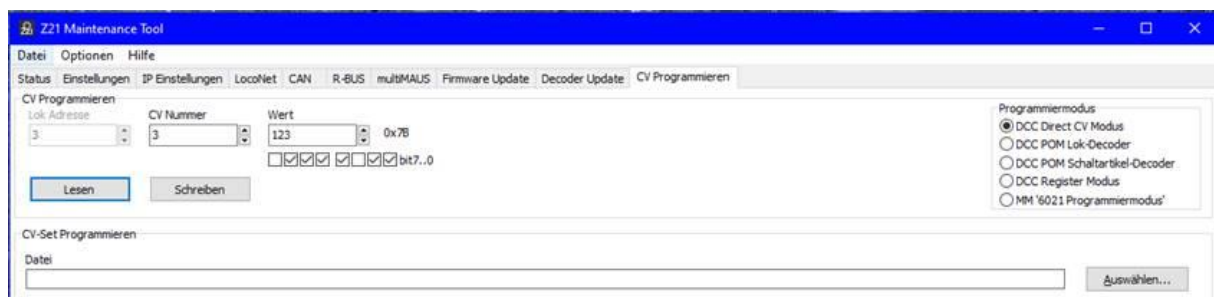 Z21 Maintenance Tool
Datei Optionen Hilfe
Status Einstellungen IP Einstellungen LocoNet CAN R-BUS multiMAUS Firmware Update Decoder Update CV Programmieren
CV Programmieren
Lok Adresse CV Nummer Wert
3 3 123 0x7B
bit7..0
Lesen Schreiben
Programmiermodus
DCC Direct CV Modus
DCC POM Lok-Decoder
DCC POM Schaltartikel-Decoder
DCC Register Modus
MM '6021 Programmiermodus'
CV-Set Programmieren
Datei
Auswählen...